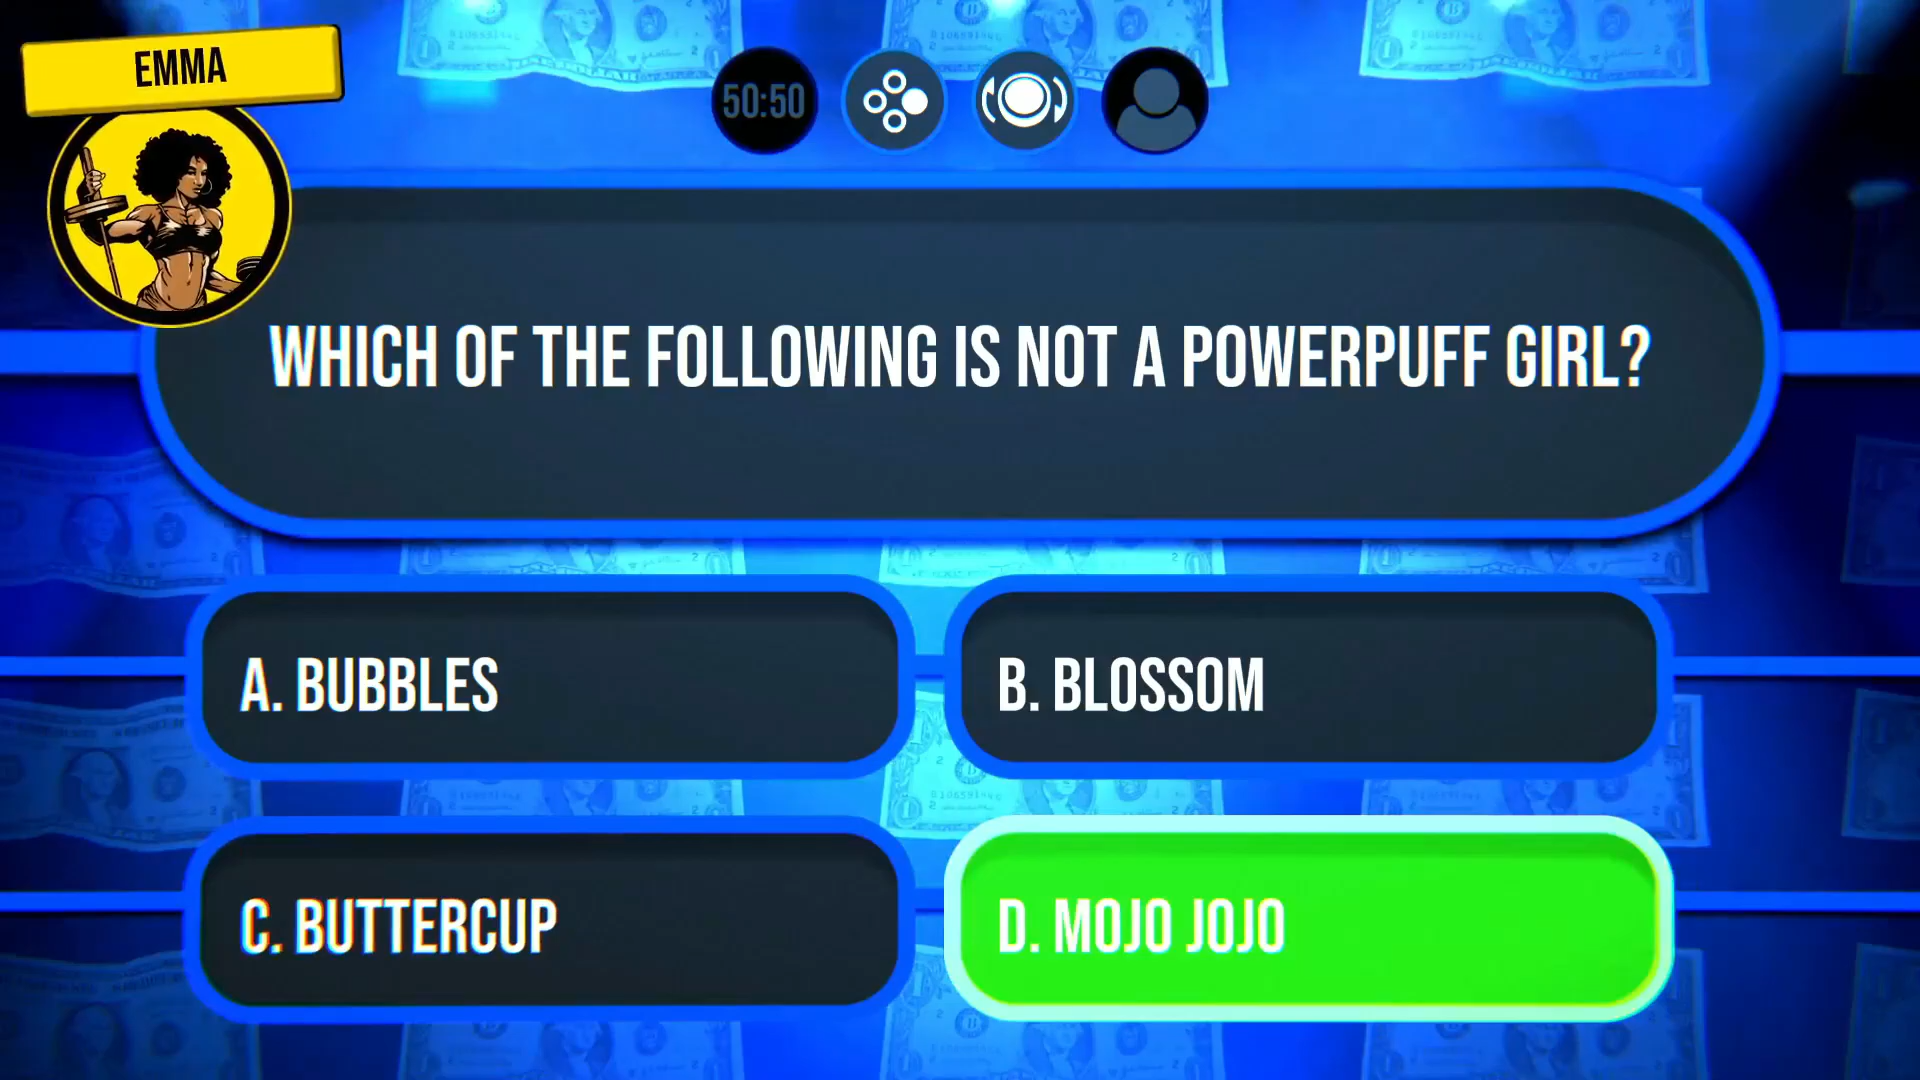 EMMA
50:50
WHICH OF THE FOLLOWING IS NOT A POWERPUFF GIRL?
A. BUBBLES
B. BLOSSOM
C. BUTTERCUP
D. MOJO JOJO